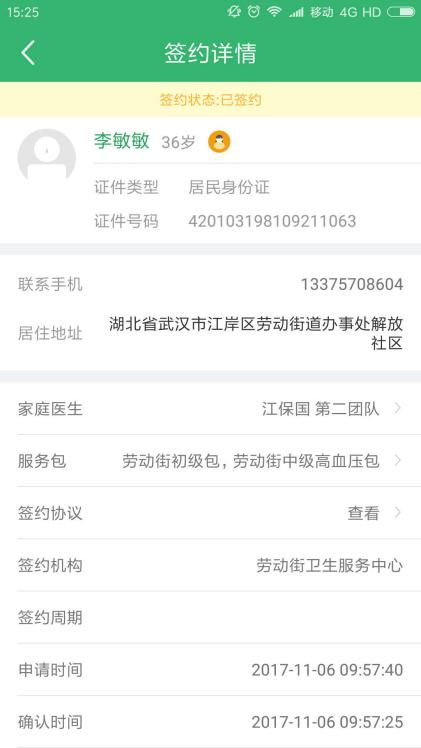 15:25
移动 4G HD
签约详情
签约状态:已签约
李敏敏 36岁
证件类型 居民身份证
证件号码 420103198109211063
联系手机 13375708604
居住地址 湖北省武汉市江岸区劳动街道办事处解放
社区
家庭医生 江保国 第二团队
服务包 劳动街初级包，劳动街中级高血压包
签约协议 查看
签约机构 劳动街卫生服务中心
签约周期
申请时间 2017-11-06 09:57:40
确认时间 2017-11-06 09:57:25